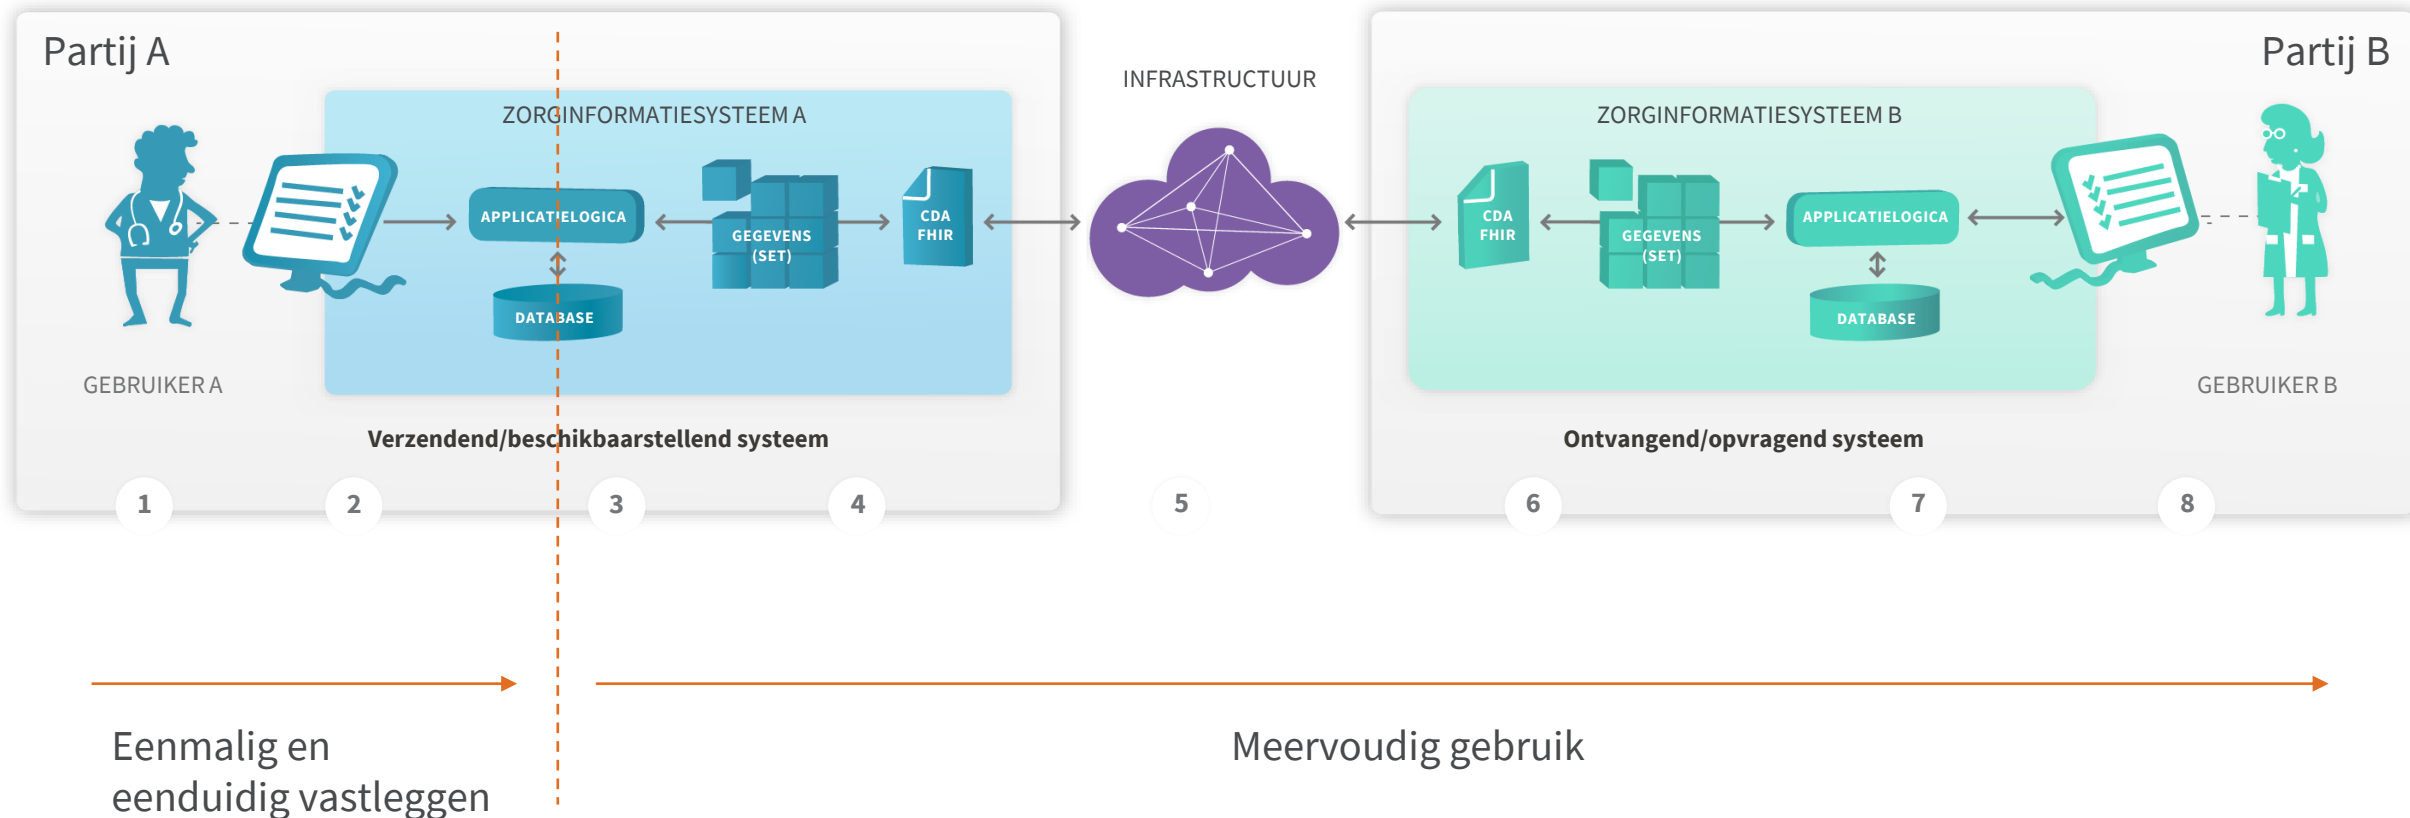 Partij A
Partij B
INFRASTRUCTUUR
ZORGINFORMATIESYSTEEM A
ZORGINFORMATIESYSTEEM B
APPLICATIELOGICA
GEGEVENS
(SET)
CDA
FHIR
DATABASE
CDA
FHIR
GEGEVENS
(SET)
APPLICATIELOGICA
DATABASE
GEBRUIKER A
GEBRUIKER B
Verzendend/beschikbaarstellend systeem
Ontvangend/opvragend systeem
1
2
3
4
5
6
7
8
Eenmalig en
eenduidig vastleggen
Meervoudig gebruik